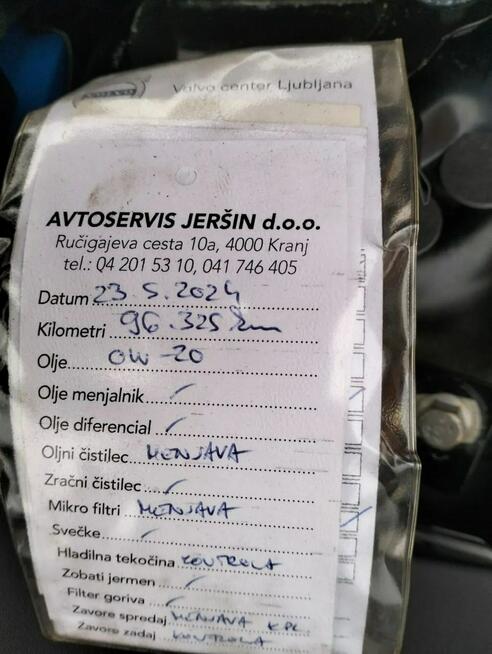 VOLVO Volvo center Ljubljana
AVTOSERVIS JERŠIN d.o.o.
Ručigajeva cesta 10a, 4000 Kranj
tel.: 04 201 53 10, 041 746 405
Datum 23.5.2024
Kilometri 96.325 km
Olje 0W-20
Olje menjalnik /
Olje diferencial /
Oljni čistilec MENJAVA
Zračni čistilec /
Mikro filtri MENJAVA
Svečke /
Hladilna tekočina KONTROLA
Zobati jermen /
Filter goriva /
Zavore spredaj MENJAVA KPL
Zavore zadaj KONTROLA